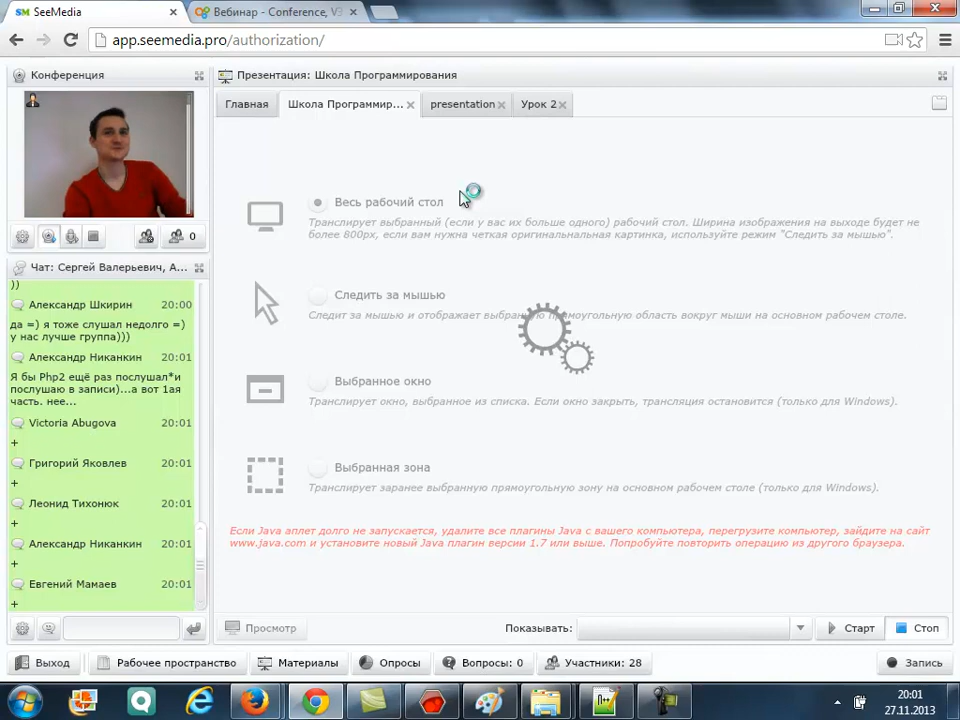 SeeMedia
Вебинар - Conference, V9
app.seemedia.pro/authorization/
Конференция
Презентация: Школа Программирования
Главная
Школа Программир...
presentation
Урок 2
0
Чат: Сергей Валерьевич, А...
))
Александр Шкирин 20:00
да =) я тоже слушал недолго =)
у нас лучше группа)))
Александр Никанкин 20:01
Я бы Php2 ещё раз послушал*и
послушаю в записи)...а вот 1ая
часть. нее...
Victoria Abugova 20:01
+
Григорий Яковлев 20:01
+
Леонид Тихонюк 20:01
+
Александр Никанкин 20:01
+
Евгений Мамаев 20:01
+
Весь рабочий стол
Транслирует выбранный (если у вас их больше одного) рабочий стол. Ширина изображения на выходе будет не
более 800px, если вам нужна четкая оригинальнальная картинка, используйте режим "Следить за мышью".
Следить за мышью
Следит за мышью и отображает выбранную прямоугольную область вокруг мыши на основном рабочем столе.
Выбранное окно
Транслирует окно, выбранное из списка. Если окно закрыть, трансляция остановится (только для Windows).
Выбранная зона
Транслирует заранее выбранную прямоугольную зону на основном рабочем столе (только для Windows).
Если Java аплет долго не запускается, удалите все плагины Java с вашего компьютера, перегрузите компьютер, зайдите на сайт
www.java.com и установите новый Java плагин версии 1.7 или выше. Попробуйте повторить операцию из другого браузера.
Просмотр
Показывать:
Старт
Стоп
Выход
Рабочее пространство
Материалы
Опросы
Вопросы: 0
Участники: 28
Запись
20:01
27.11.2013